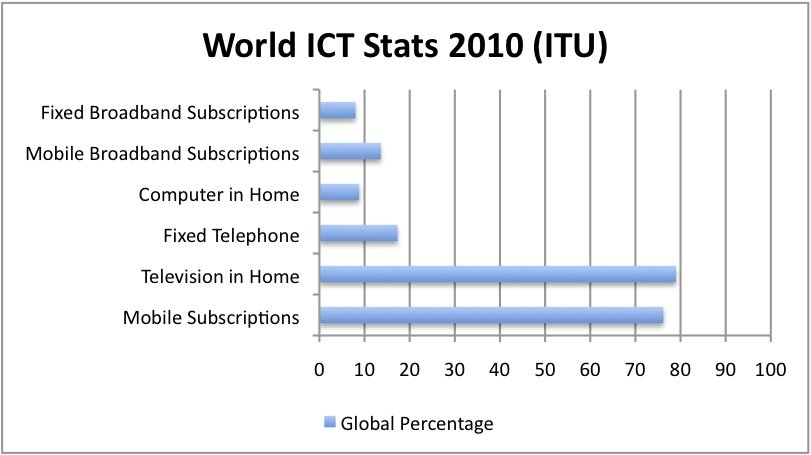 World ICT Stats 2010 (ITU)
Fixed Broadband Subscriptions
Mobile Broadband Subscriptions
Computer in Home
Fixed Telephone
Television in Home
Mobile Subscriptions
0 10 20 30 40 50 60 70 80 90 100
Global Percentage